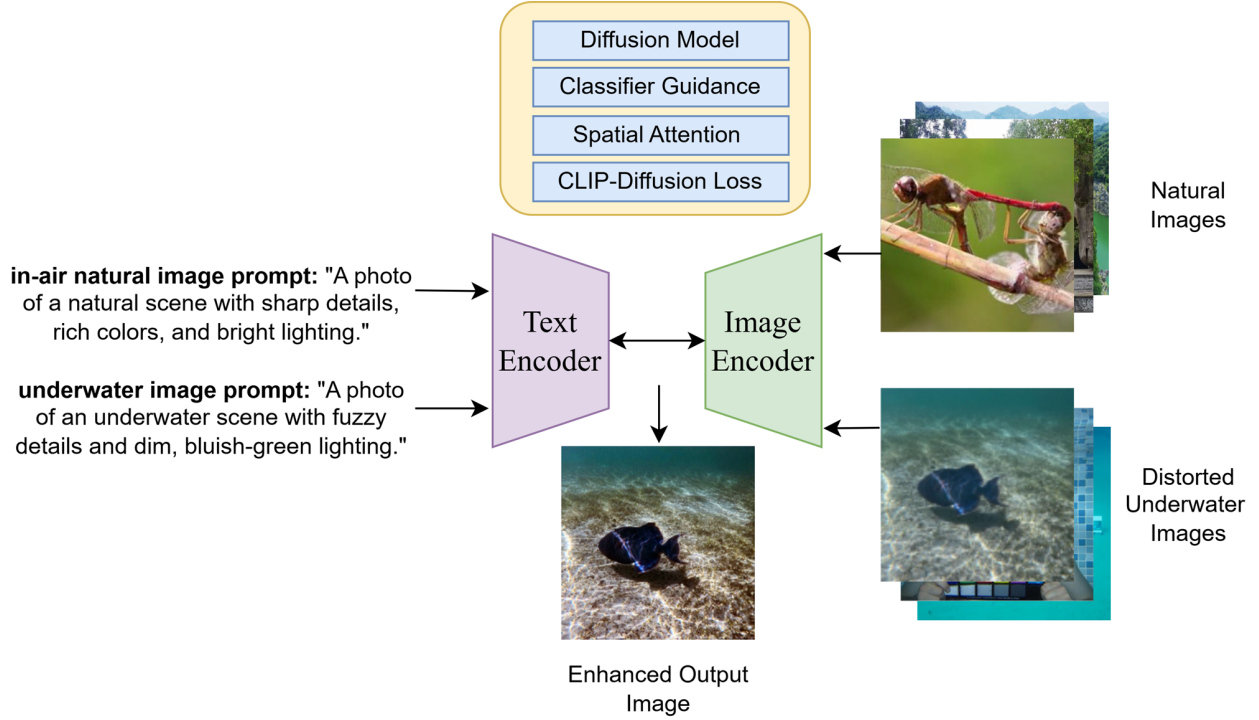 Diffusion Model
Classifier Guidance
Spatial Attention
CLIP-Diffusion Loss
in-air natural image prompt: "A photo
of a natural scene with sharp details,
rich colors, and bright lighting."
underwater image prompt: "A photo
of an underwater scene with fuzzy
details and dim, bluish-green lighting."
Text
Encoder
Image
Encoder
Natural
Images
Distorted
Underwater
Images
Enhanced Output
Image